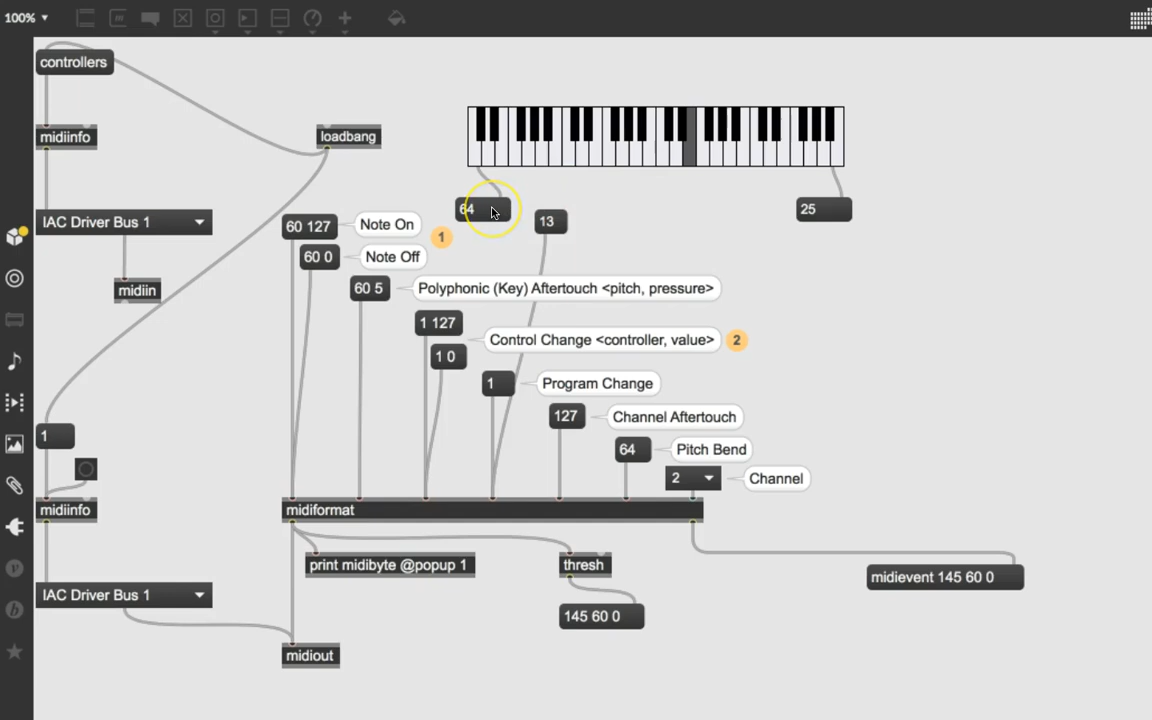 100%
controllers
midiinfo
loadbang
64
13
25
IAC Driver Bus 1
60 127
Note On
1
60 0
Note Off
midiin
60 5
Polyphonic (Key) Aftertouch <pitch, pressure>
1 127
Control Change <controller, value>
2
1 0
1
Program Change
127
Channel Aftertouch
1
64
Pitch Bend
2
Channel
midiinfo
midiformat
print midibyte @popup 1
thresh
midievent 145 60 0
IAC Driver Bus 1
145 60 0
midiout